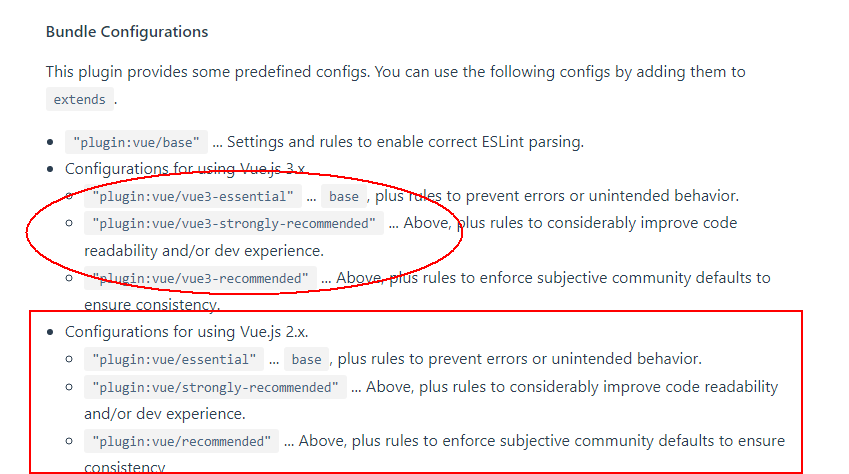 Bundle Configurations
This plugin provides some predefined configs. You can use the following configs by adding them to
extends .
"plugin:vue/base" ... Settings and rules to enable correct ESLint parsing.
Configurations for using Vue.js 3.x.
"plugin:vue/vue3-essential" ... base , plus rules to prevent errors or unintended behavior.
"plugin:vue/vue3-strongly-recommended" ... Above, plus rules to considerably improve code
readability and/or dev experience.
"plugin:vue/vue3-recommended" ... Above, plus rules to enforce subjective community defaults to
ensure consistency.
Configurations for using Vue.js 2.x.
"plugin:vue/essential" ... base , plus rules to prevent errors or unintended behavior.
"plugin:vue/strongly-recommended" ... Above, plus rules to considerably improve code readability
and/or dev experience.
"plugin:vue/recommended" ... Above, plus rules to enforce subjective community defaults to ensure
consistency